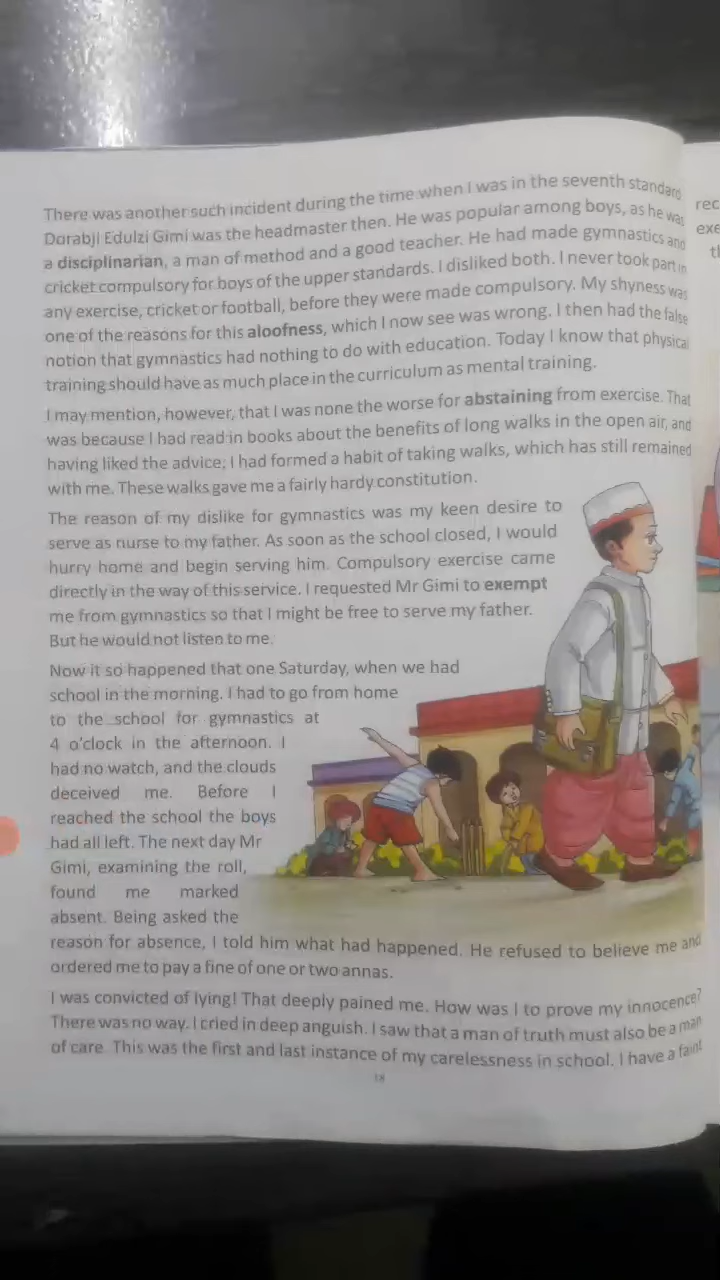 There was another such incident during the time when I was in the seventh standard
Dorabji Edulzi Gimi was the headmaster then. He was popular among boys, as he was
a disciplinarian, a man of method and a good teacher. He had made gymnastics and
cricket compulsory for boys of the upper standards. I disliked both. I never took part in
any exercise, cricket or football, before they were made compulsory. My shyness was
one of the reasons for this aloofness, which I now see was wrong. I then had the false
notion that gymnastics had nothing to do with education. Today I know that physical
training should have as much place in the curriculum as mental training.
I may mention, however, that I was none the worse for abstaining from exercise. That
was because I had read in books about the benefits of long walks in the open air, and
having liked the advice, I had formed a habit of taking walks, which has still remained
with me. These walks gave me a fairly hardy constitution.
The reason of my dislike for gymnastics was my keen desire to
serve as nurse to my father. As soon as the school closed, I would
hurry home and begin serving him. Compulsory exercise came
directly in the way of this service. I requested Mr Gimi to exempt
me from gymnastics so that I might be free to serve my father.
But he would not listen to me.
Now it so happened that one Saturday, when we had
school in the morning. I had to go from home
to the school for gymnastics at
4 o'clock in the afternoon. I
had no watch, and the clouds
deceived me. Before I
reached the school the boys
had all left. The next day Mr
Gimi, examining the roll,
found me marked
absent. Being asked the
reason for absence, I told him what had happened. He refused to believe me and
ordered me to pay a fine of one or two annas.
I was convicted of lying! That deeply pained me. How was I to prove my innocence?
There was no way. I cried in deep anguish. I saw that a man of truth must also be a man
of care. This was the first and last instance of my carelessness in school. I have a faint
18
rec
exe